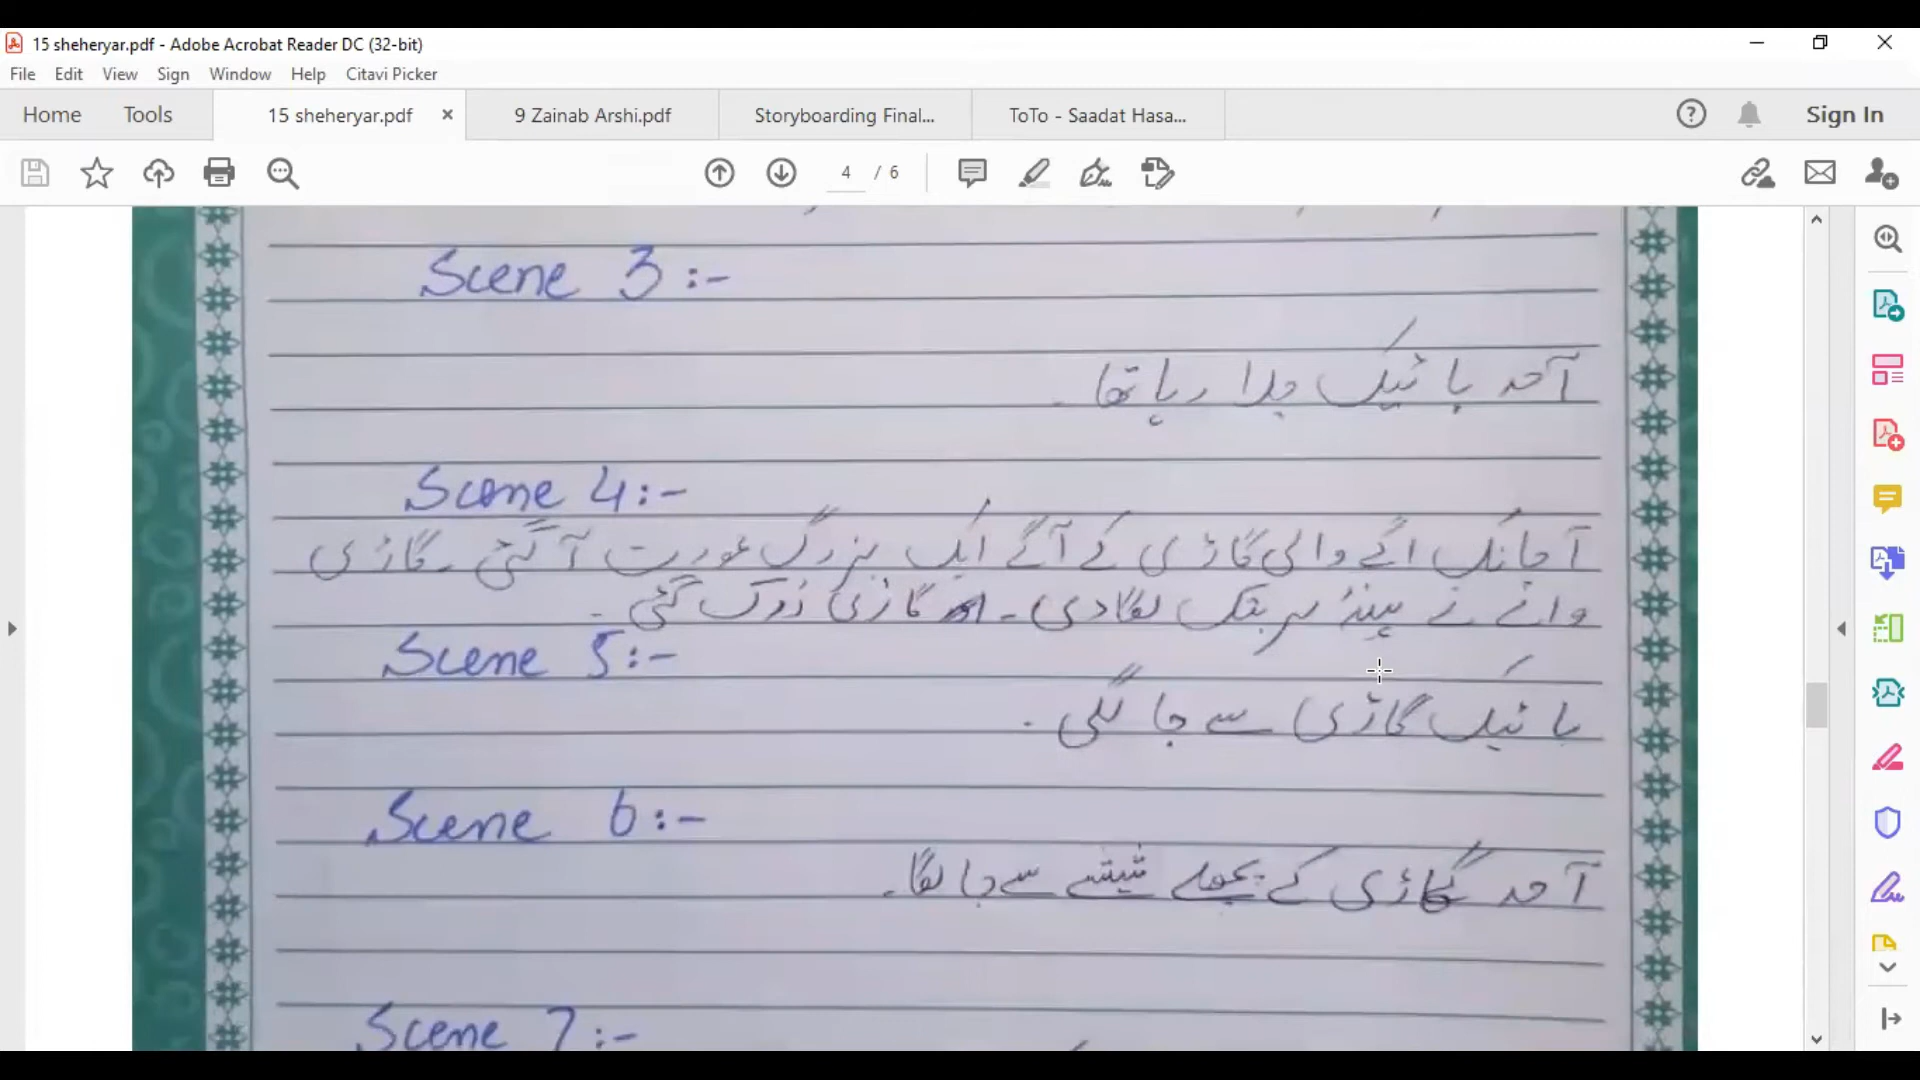 15 sheheryar.pdf - Adobe Acrobat Reader DC (32-bit)
File Edit View Sign Window Help Citavi Picker
Home Tools 15 sheheryar.pdf × 9 Zainab Arshi.pdf Storyboarding Final... ToTo - Saadat Hasa... Sign In
4 / 6
Scene 3:-
آحد بائیک چلا رہا تھا۔
Scene 4:-
آچانک اگے والی گاڑی کے آگے ایک بزرگ عورت آ گئی۔ گاڑی
والے نے ہینڈ بریک لگا دی۔ گاڑی رُوک گئی۔
Scene 5:-
بائیک گاڑی سے جا لگی۔
Scene 6:-
آحد گاڑی کے پچھلے شیشے سے جا لگا۔
Scene 7:-